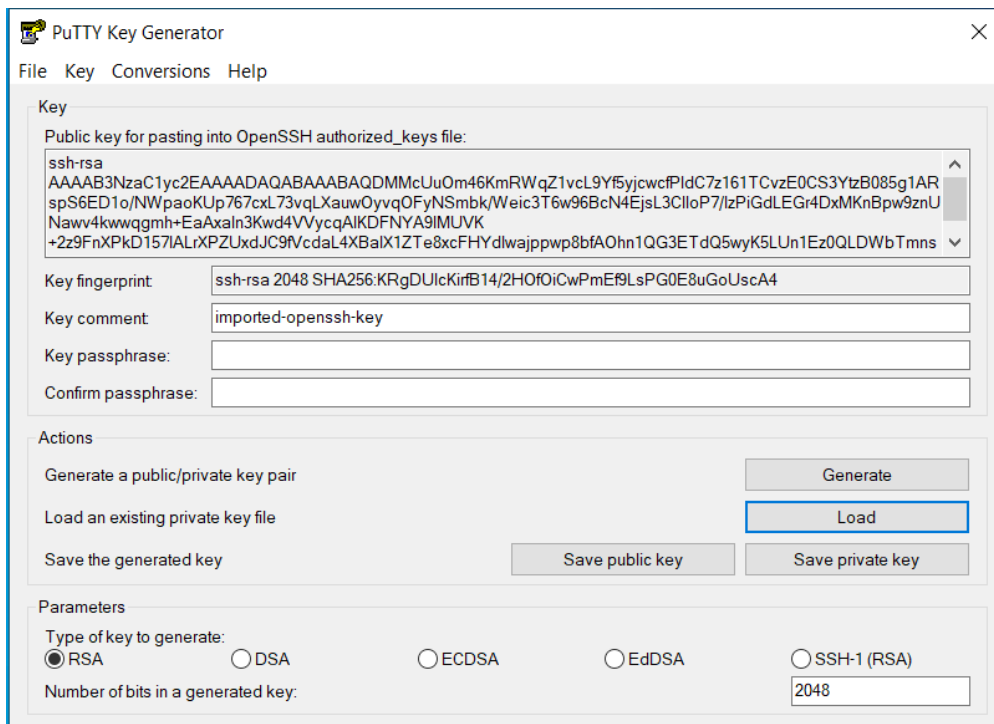 PuTTY Key Generator
File Key Conversions Help
Key
Public key for pasting into OpenSSH authorized_keys file:
ssh-rsa
AAAAB3NzaC1yc2EAAAADAQABAAABAQDMMcUuOm46KmRWqZ1vcL9Yf5yjcwcfPIdC7z161TCvzE0CS3YtzB085g1AR
spS6ED1o/NWpaoKUp767cxL73vqLXauwOyvqOFyNSmbk/Weic3T6w96BcN4EjsL3ClIoP7/IzPiGdLEGr4DxMKnBpw9znU
Nawv4kwwqgmh+EaAxaln3Kwd4VVycqAlKDFNYA9lMUVK
+2z9FnXPkD157lALrXPZUxdJC9fVcdaL4XBalX1ZTe8xcFHYdlwajppwp8bfAOhn1QG3ETdQ5wyK5LUn1Ez0QLDWbTmns
Key fingerprint: ssh-rsa 2048 SHA256:KRgDUlcKirfB14/2HOfOiCwPmEf9LsPG0E8uGoUscA4
Key comment: imported-openssh-key
Key passphrase:
Confirm passphrase:
Actions
Generate a public/private key pair Generate
Load an existing private key file Load
Save the generated key Save public key Save private key
Parameters
Type of key to generate:
RSA DSA ECDSA EdDSA SSH-1 (RSA)
Number of bits in a generated key: 2048